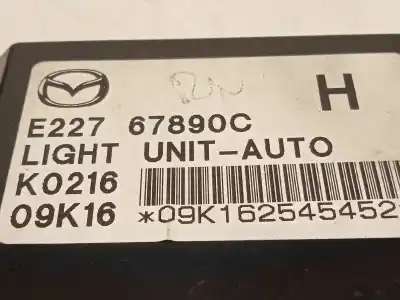 H
E227 67890C
LIGHT UNIT-AUTO
K0216
09K16 *09K162545452